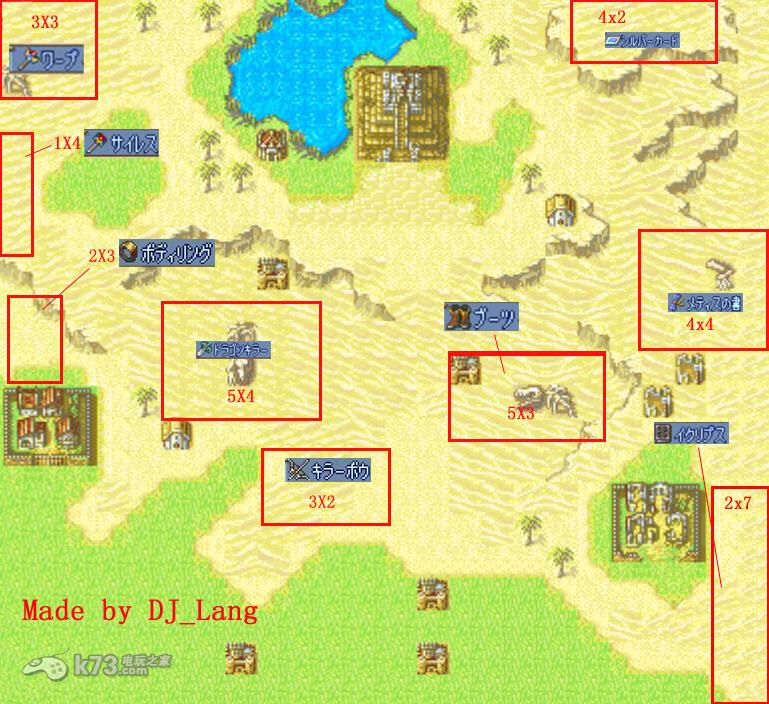 3X3
ワープ
4x2
シルバーカード
1X4
サイレス
2X3
ボディリング
ブーツ
メティスの書
4x4
ドラゴンキラー
5X4
5X3
イクリプス
キラーボウ
3X2
2x7
Made by DJ_Lang
k73 电玩之家
.com